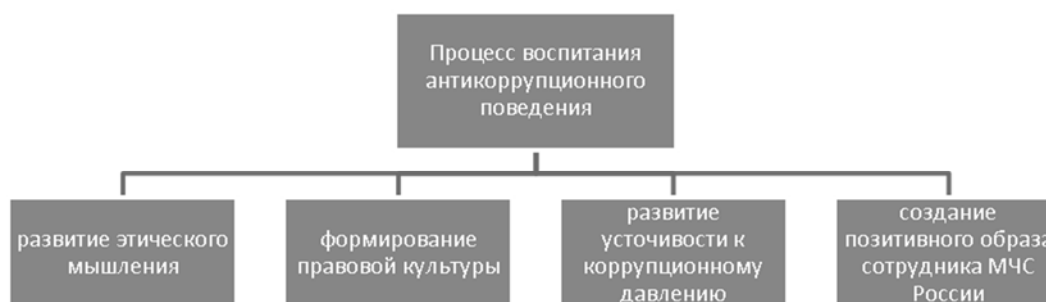 Процесс воспитания
антикоррупционного
поведения
развитие этического
мышления
формирование
правовой культуры
развитие
усточивости к
коррупционному
давлению
создание
позитивного образа
сотрудника МЧС
России